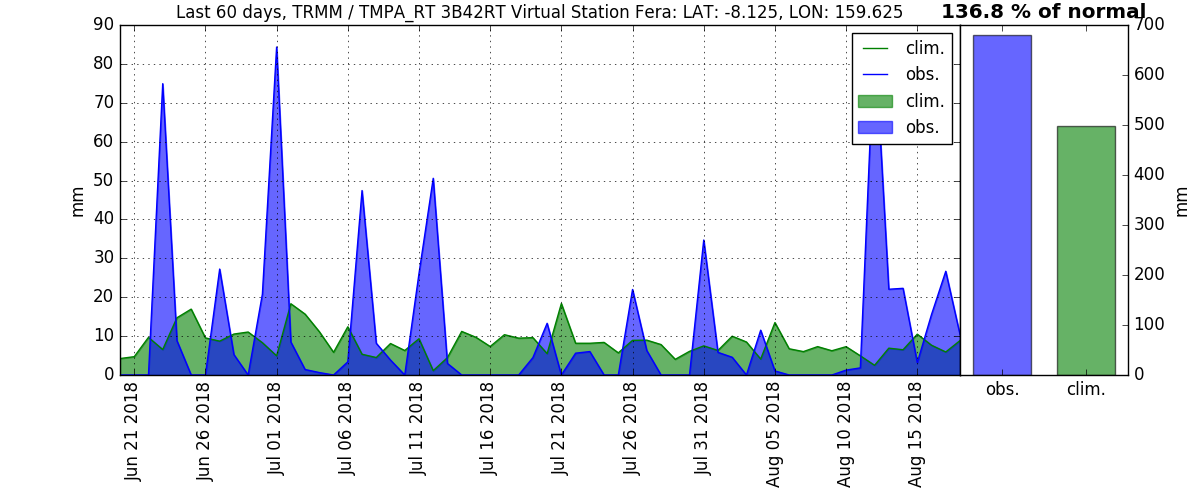 Last 60 days, TRMM / TMPA_RT 3B42RT Virtual Station Fera: LAT: -8.125, LON: 159.625
136.8 % of normal
90
80
70
60
50
40
30
20
10
0
mm
clim.
obs.
clim.
obs.
700
600
500
400
300
200
100
0
mm
Jun 21 2018
Jun 26 2018
Jul 01 2018
Jul 06 2018
Jul 11 2018
Jul 16 2018
Jul 21 2018
Jul 26 2018
Jul 31 2018
Aug 05 2018
Aug 10 2018
Aug 15 2018
obs.
clim.